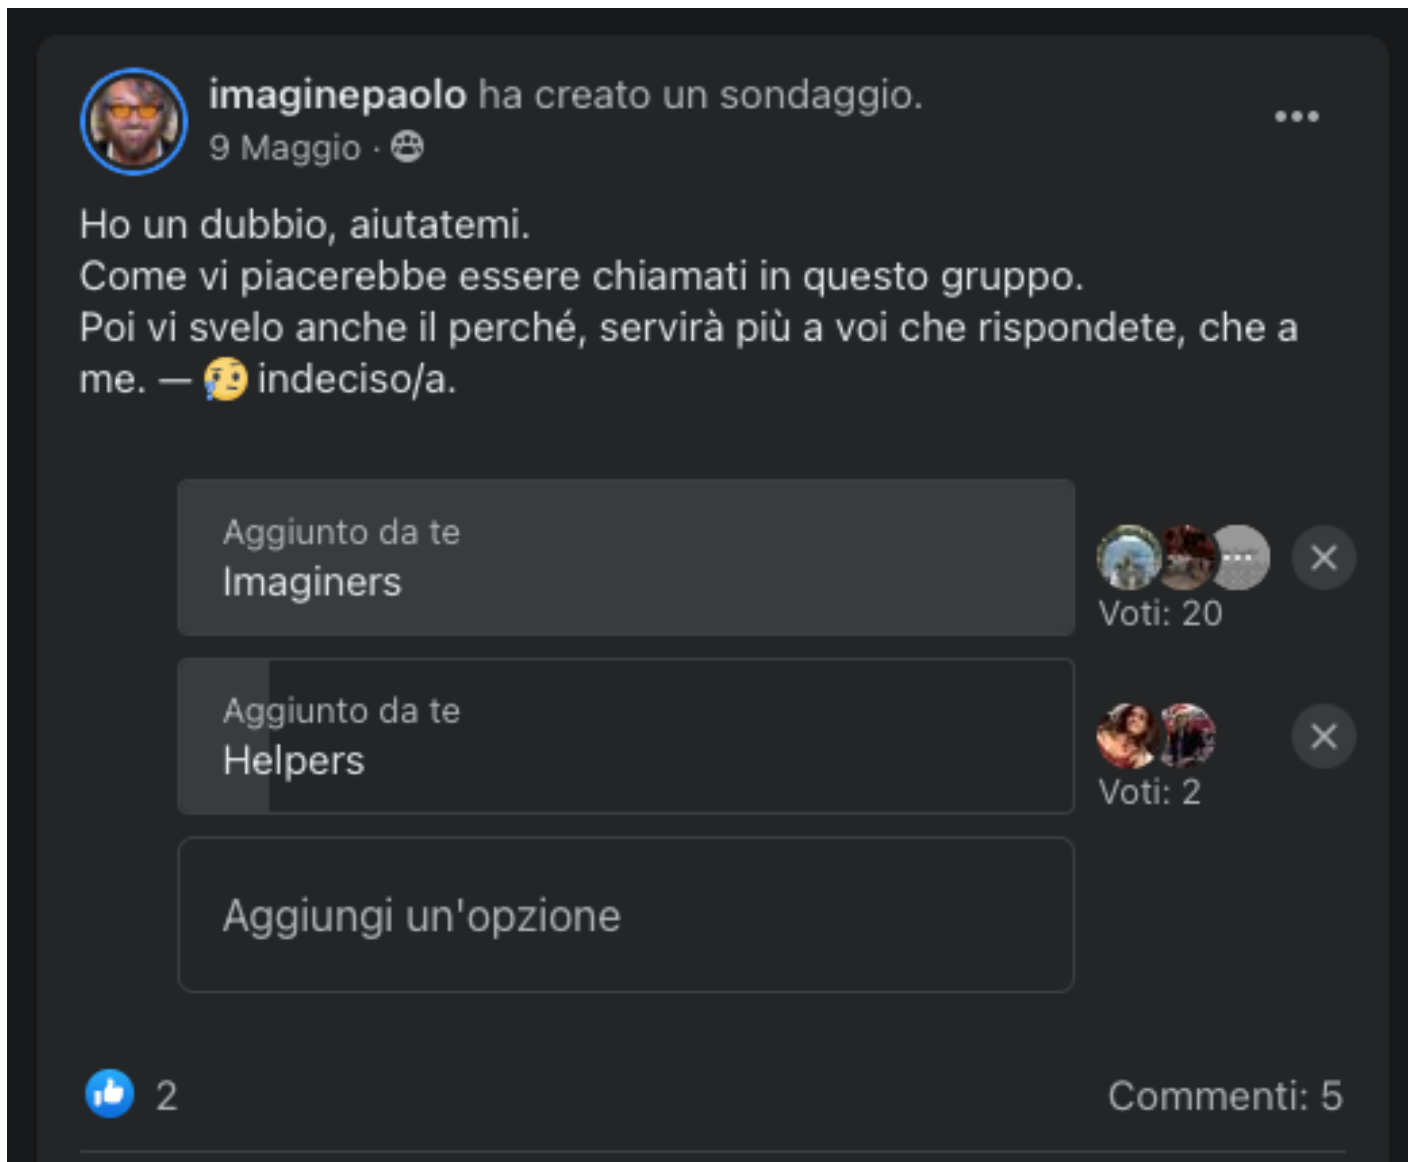 imaginepaolo ha creato un sondaggio.
9 Maggio ·
Ho un dubbio, aiutatemi.
Come vi piacerebbe essere chiamati in questo gruppo.
Poi vi svelo anche il perché, servirà più a voi che rispondete, che a
me. — 😢 indeciso/a.
Aggiunto da te
Imaginers
Voti: 20
Aggiunto da te
Helpers
Voti: 2
Aggiungi un'opzione
2
Commenti: 5